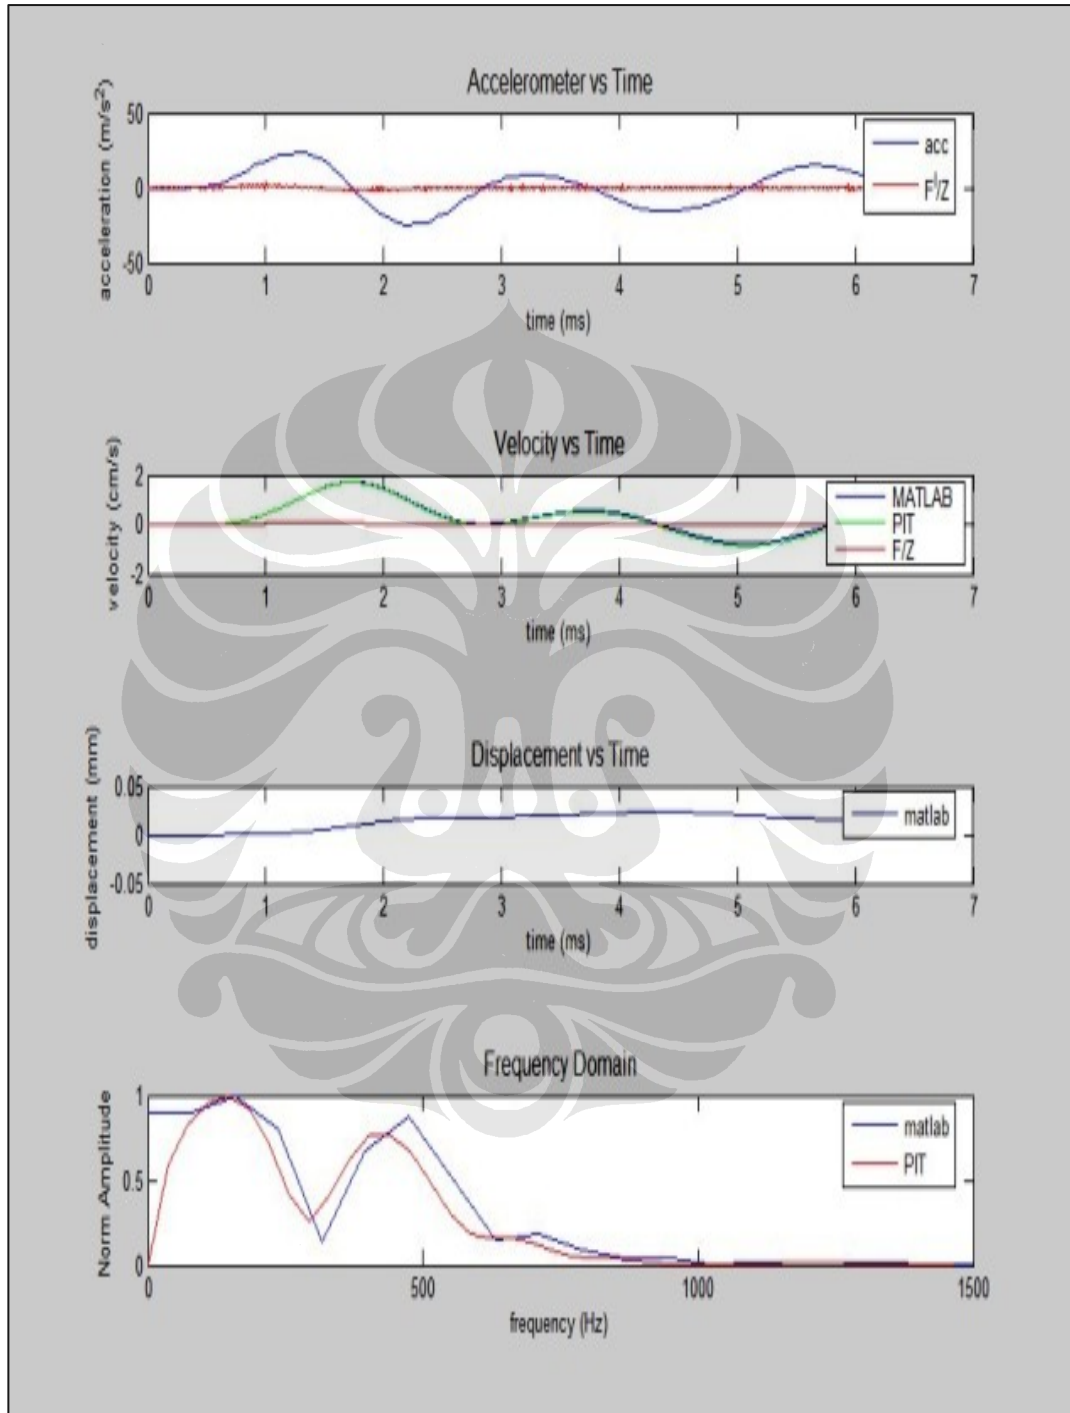 Accelerometer vs Time
acceleration (m/s²)
50
0
-50
acc
F/Z
0 1 2 3 4 5 6 7
time (ms)
Velocity vs Time
velocity (cm/s)
2
0
-2
MATLAB
PIT
F/Z
0 1 2 3 4 5 6 7
time (ms)
Displacement vs Time
displacement (mm)
0.05
0
-0.05
matlab
0 1 2 3 4 5 6 7
time (ms)
Frequency Domain
Norm Amplitude
1
0.5
0
matlab
PIT
0 500 1000 1500
frequency (Hz)